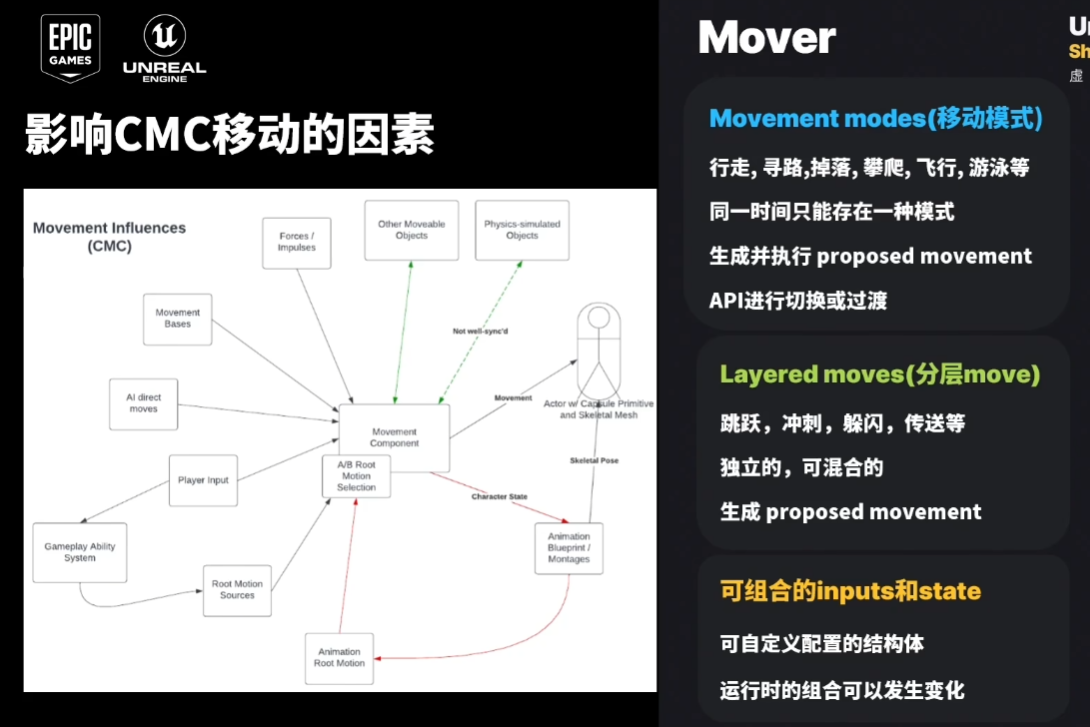 EPIC
GAMES
UNREAL
ENGINE
影响CMC移动的因素
Movement Influences
(CMC)
Forces /
Impulses
Other Moveable
Objects
Physics-simulated
Objects
Movement
Bases
Not well-sync'd
AI direct
moves
Movement
Component
Movement
Actor w/ Capsule Primitive
and Skeletal Mesh
A/B Root
Motion
Selection
Player Input
Skeletal Pose
Character State
Gameplay Ability
System
Animation
Blueprint /
Montages
Root Motion
Sources
Animation
Root Motion
Mover
Movement modes(移动模式)
行走, 寻路,掉落, 攀爬, 飞行, 游泳等
同一时间只能存在一种模式
生成并执行 proposed movement
API进行切换或过渡
Layered moves(分层move)
跳跃，冲刺，躲闪，传送等
独立的，可混合的
生成 proposed movement
可组合的inputs和state
可自定义配置的结构体
运行时的组合可以发生变化
Sh
虚